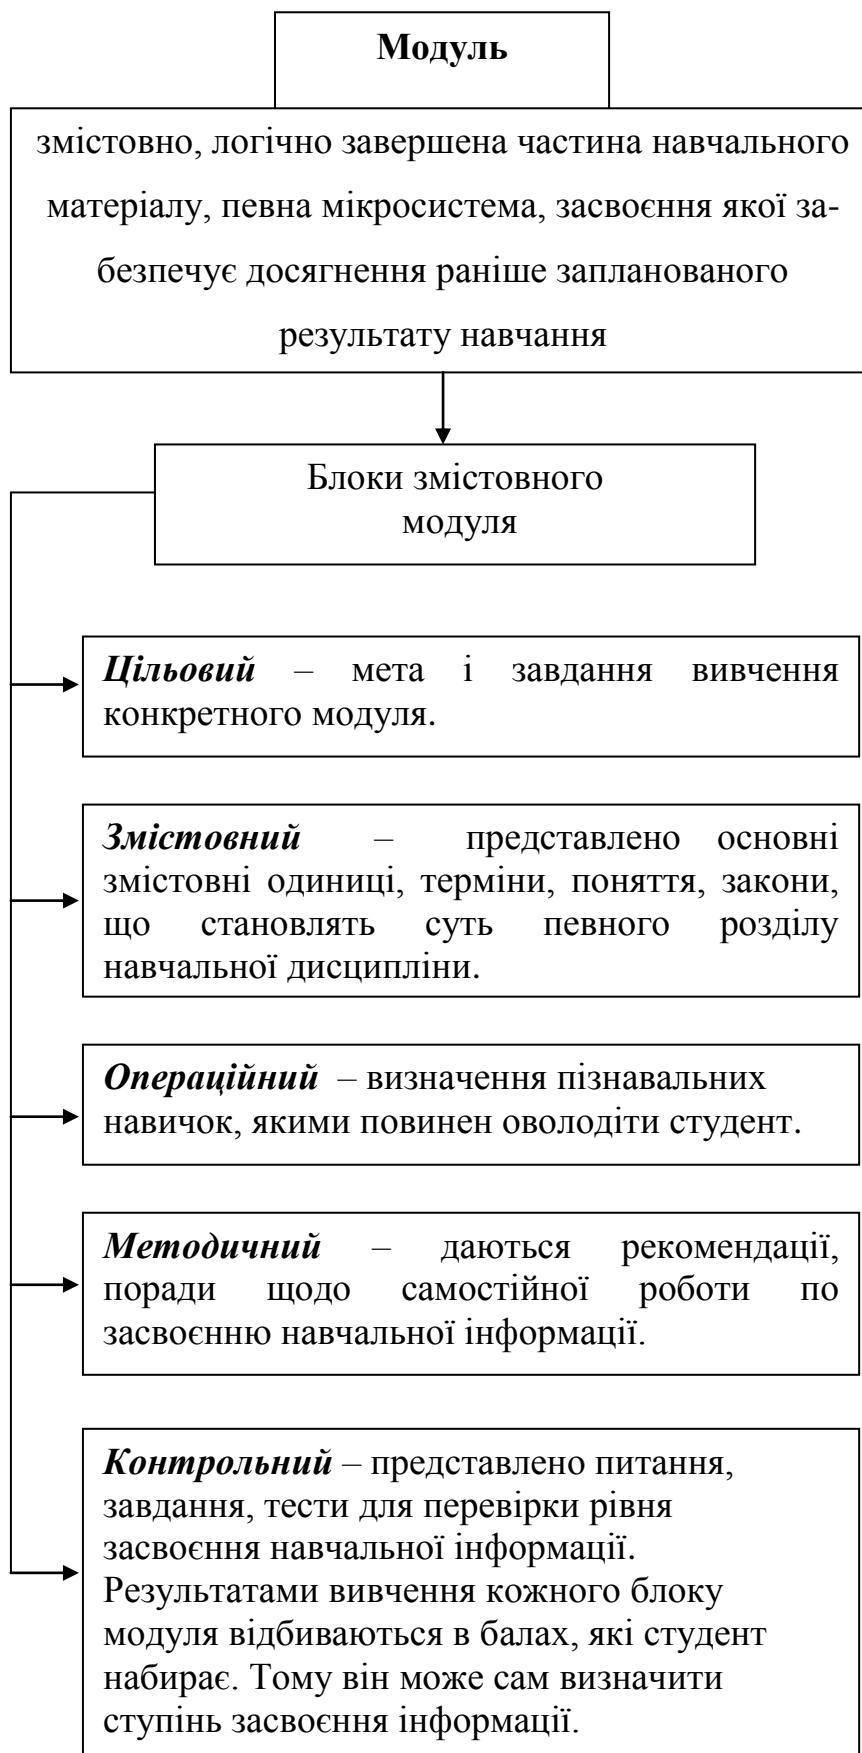 Модуль
змістовно, логічно завершена частина навчального
матеріалу, певна мікросистема, засвоєння якої за-
безпечує досягнення раніше запланованого
результату навчання
Блоки змістовного
модуля
Цільовий – мета і завдання вивчення
конкретного модуля.
Змістовний – представлено основні
змістовні одиниці, терміни, поняття, закони,
що становлять суть певного розділу
навчальної дисципліни.
Операційний – визначення пізнавальних
навичок, якими повинен оволодіти студент.
Методичний – даються рекомендації,
поради щодо самостійної роботи по
засвоєнню навчальної інформації.
Контрольний – представлено питання,
завдання, тести для перевірки рівня
засвоєння навчальної інформації.
Результатами вивчення кожного блоку
модуля відбиваються в балах, які студент
набирає. Тому він може сам визначити
ступінь засвоєння інформації.